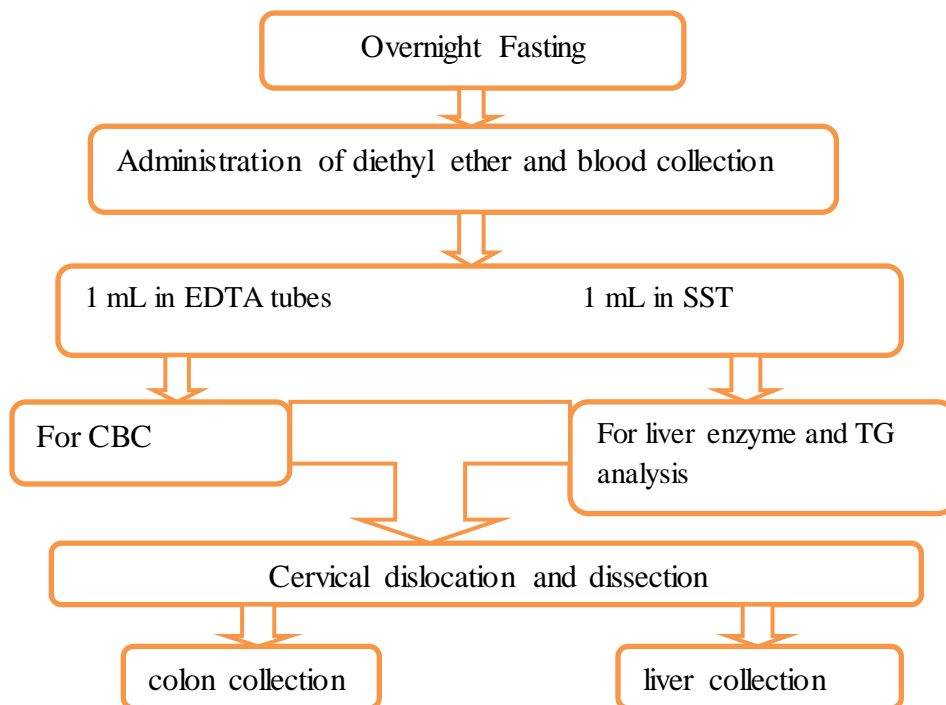 Overnight Fasting
Administration of diethyl ether and blood collection
1 mL in EDTA tubes
1 mL in SST
For CBC
For liver enzyme and TG
analysis
Cervical dislocation and dissection
colon collection
liver collection